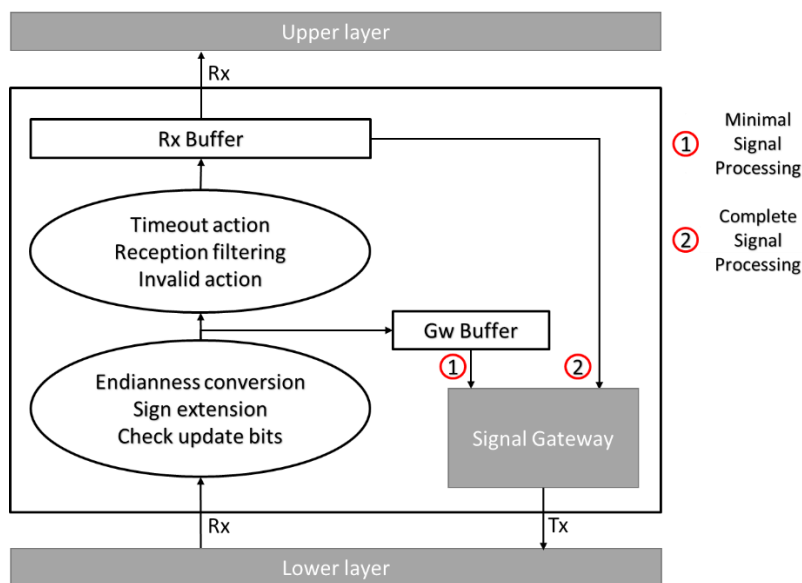 Upper layer
Rx
Rx Buffer
Timeout action
Reception filtering
Invalid action
Gw Buffer
1
2
Endianness conversion
Sign extension
Check update bits
Signal Gateway
Rx
Tx
Lower layer
1
Minimal
Signal
Processing
2
Complete
Signal
Processing